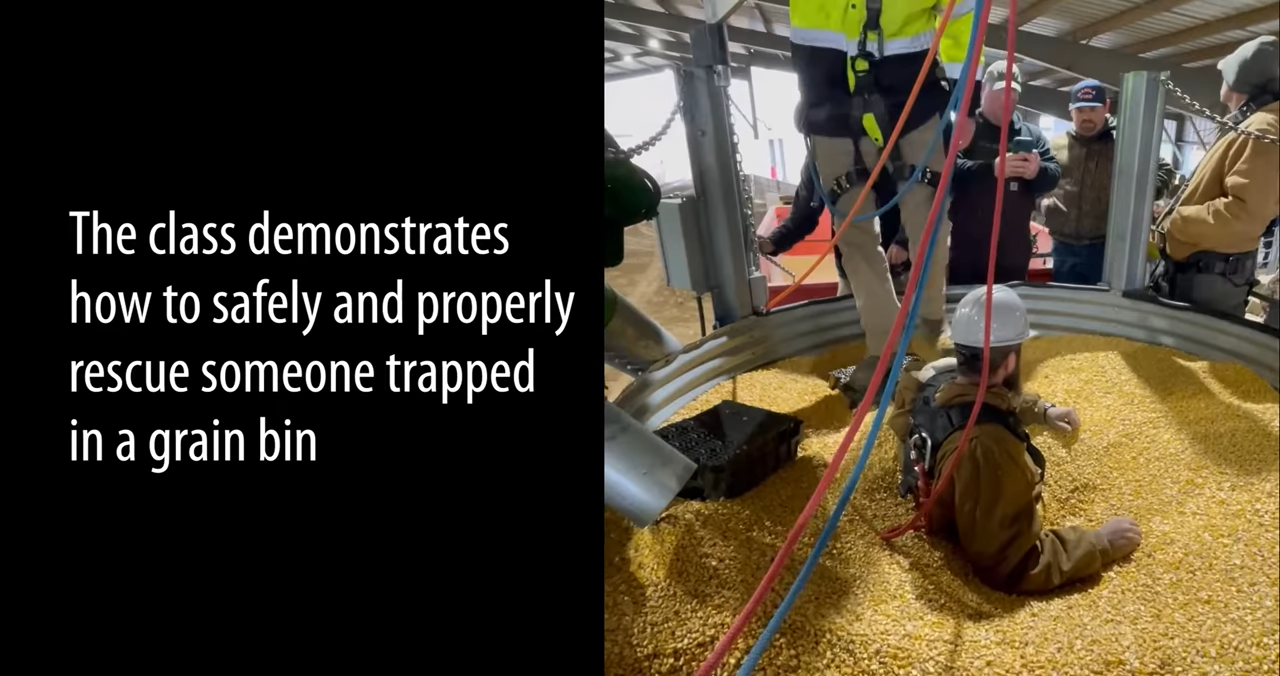 The class demonstrates
how to safely and properly
rescue someone trapped
in a grain bin